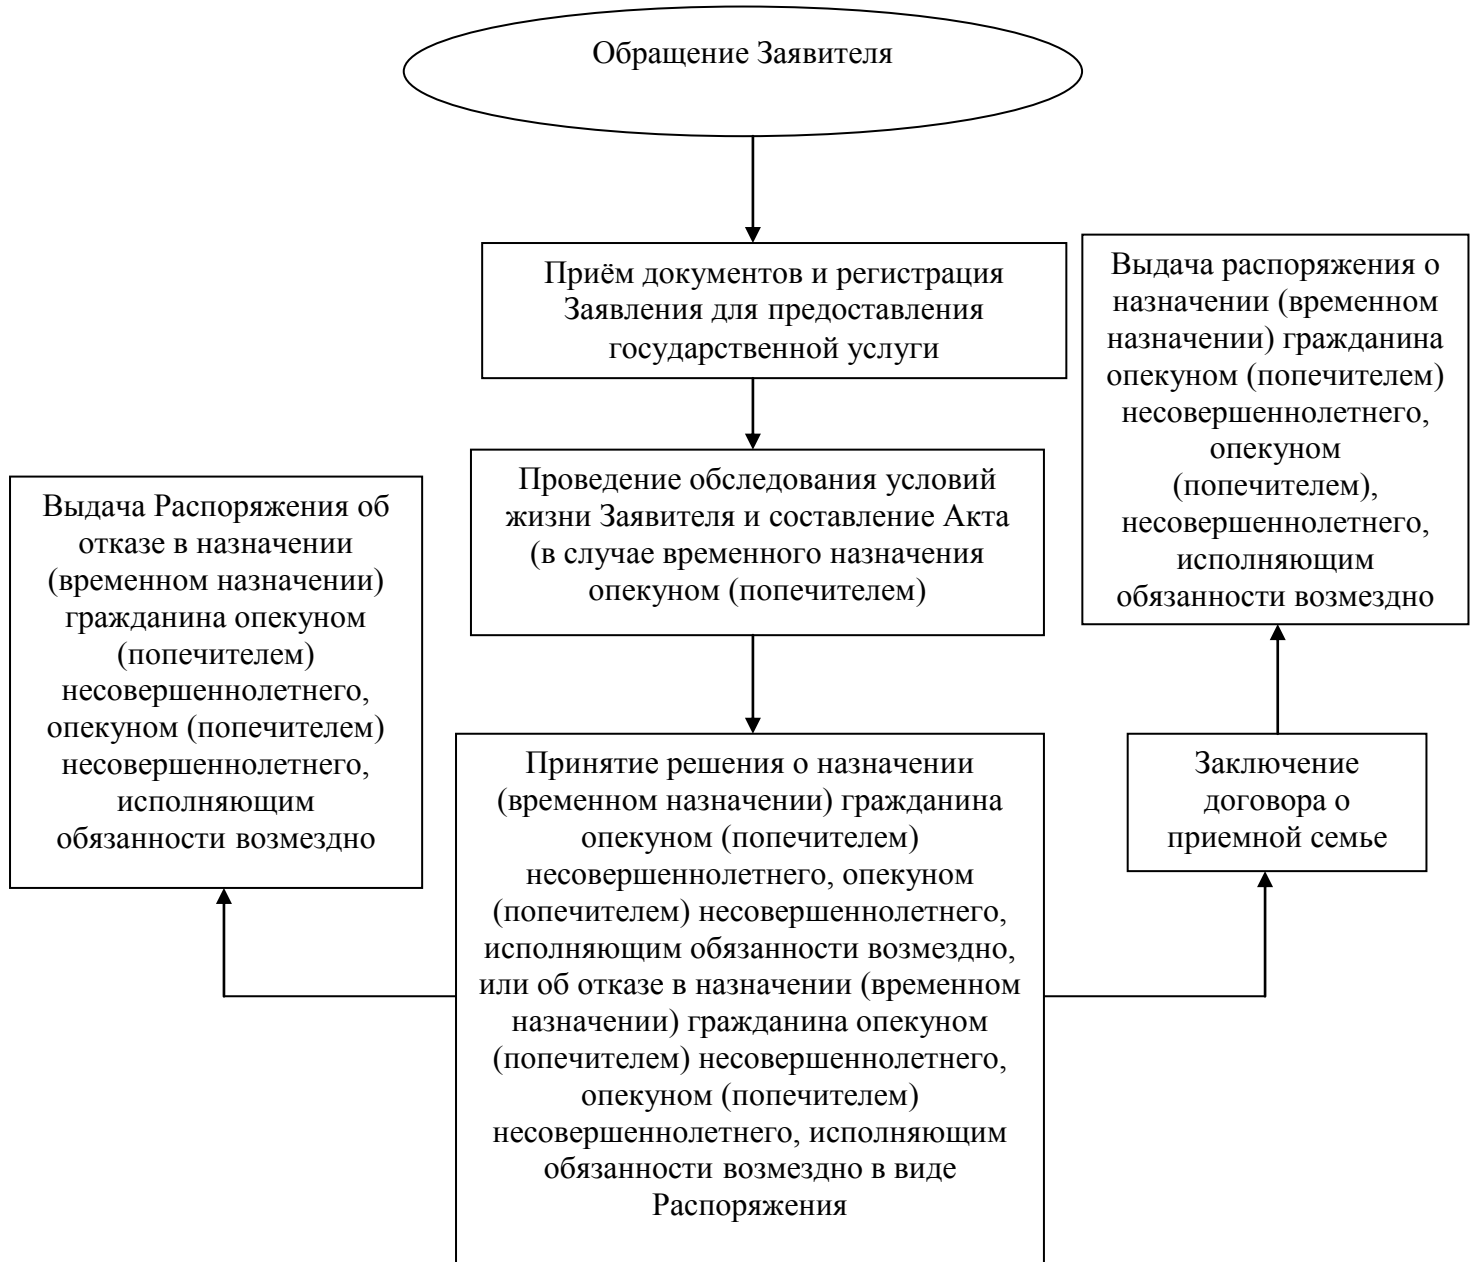 Обращение Заявителя
Приём документов и регистрация
Заявления для предоставления
государственной услуги
Выдача распоряжения о
назначении (временном
назначении) гражданина
опекуном (попечителем)
несовершеннолетнего,
опекуном
(попечителем),
несовершеннолетнего,
исполняющим
обязанности возмездно
Проведение обследования условий
жизни Заявителя и составление Акта
(в случае временного назначения
опекуном (попечителем)
Выдача Распоряжения об
отказе в назначении
(временном назначении)
гражданина опекуном
(попечителем)
несовершеннолетнего,
опекуном (попечителем)
несовершеннолетнего,
исполняющим
обязанности возмездно
Принятие решения о назначении
(временном назначении) гражданина
опекуном (попечителем)
несовершеннолетнего, опекуном
(попечителем) несовершеннолетнего,
исполняющим обязанности возмездно,
или об отказе в назначении (временном
назначении) гражданина опекуном
(попечителем) несовершеннолетнего,
опекуном (попечителем)
несовершеннолетнего, исполняющим
обязанности возмездно в виде
Распоряжения
Заключение
договора о
приемной семье